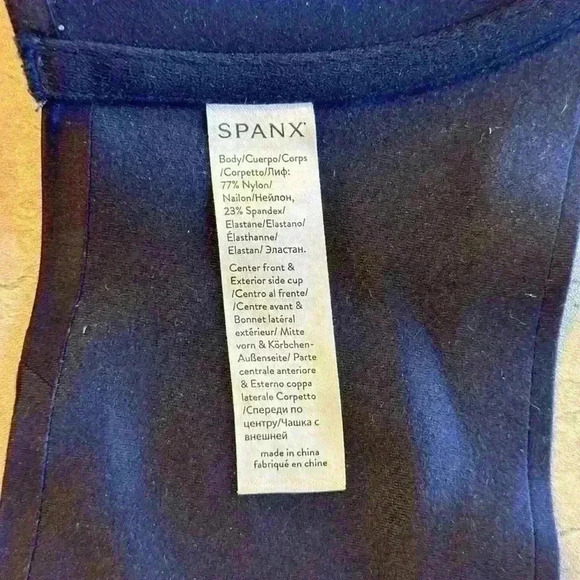 SPANX®
Body/Cuerpo/Corps
/Corpetto/Лиф:
77% Nylon/
Nailon/Нейлон,
23% Spandex/
Elastane/Elastano/
Élasthanne/
Elastan/ Эластан.
Center front &
Exterior side cup
/Centro al frente/
/Centre avant &
Bonnet latéral
extérieur/ Mitte
vorn & Körbchen-
Außenseite/ Parte
centrale anteriore
& Esterno coppa
laterale Corpetto
/Спереди по
центру/Чашка с
внешней
made in china
fabriqué en chine